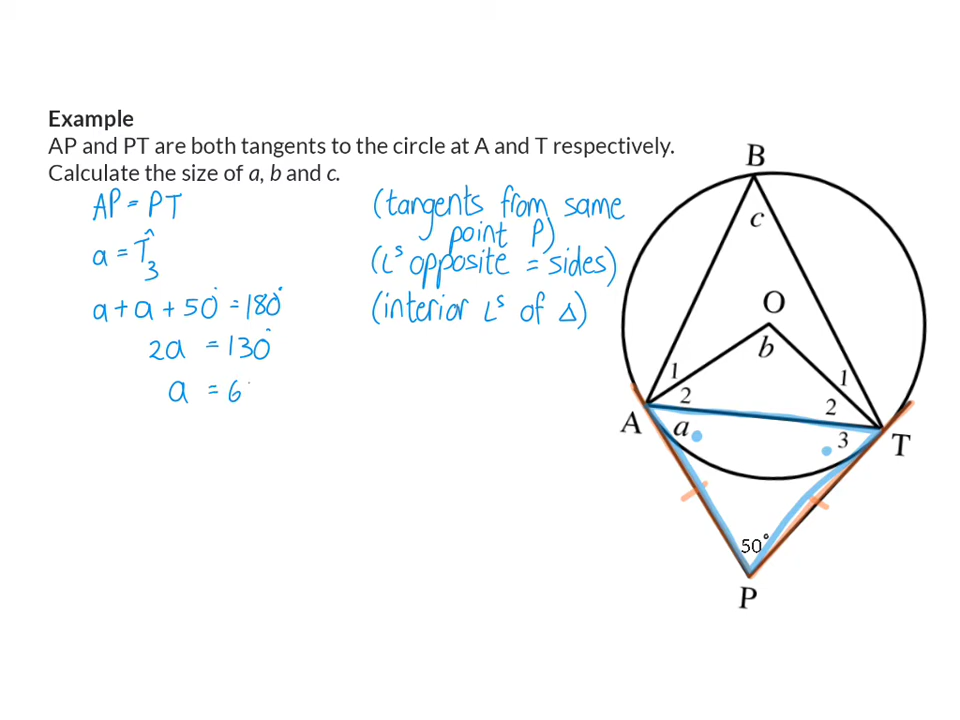 Example
AP and PT are both tangents to the circle at A and T respectively.
Calculate the size of a, b and c.
AP = PT (tangents from same point P)
a = T̂₃ (∠ˢ opposite = sides)
a + a + 50° = 180° (interior ∠ˢ of Δ)
2a = 130°
a = 6
B
c
O
b
1
2
1
2
A
a
3
T
50°
P